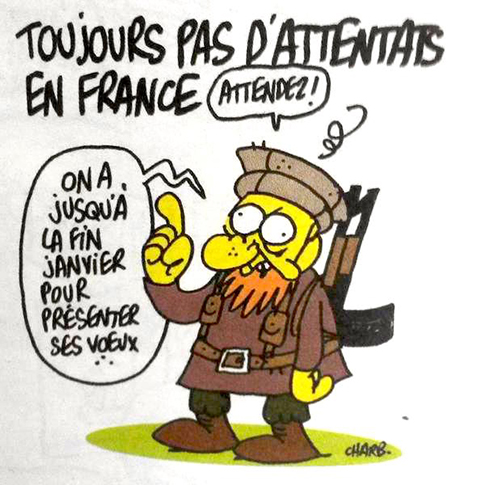 TOUJOURS PAS D'ATTENTATS
EN FRANCE
ATTENDEZ!
ON A
JUSQU'À
LA FIN
JANVIER
POUR
PRÉSENTER
SES VOEUX
CHARB.